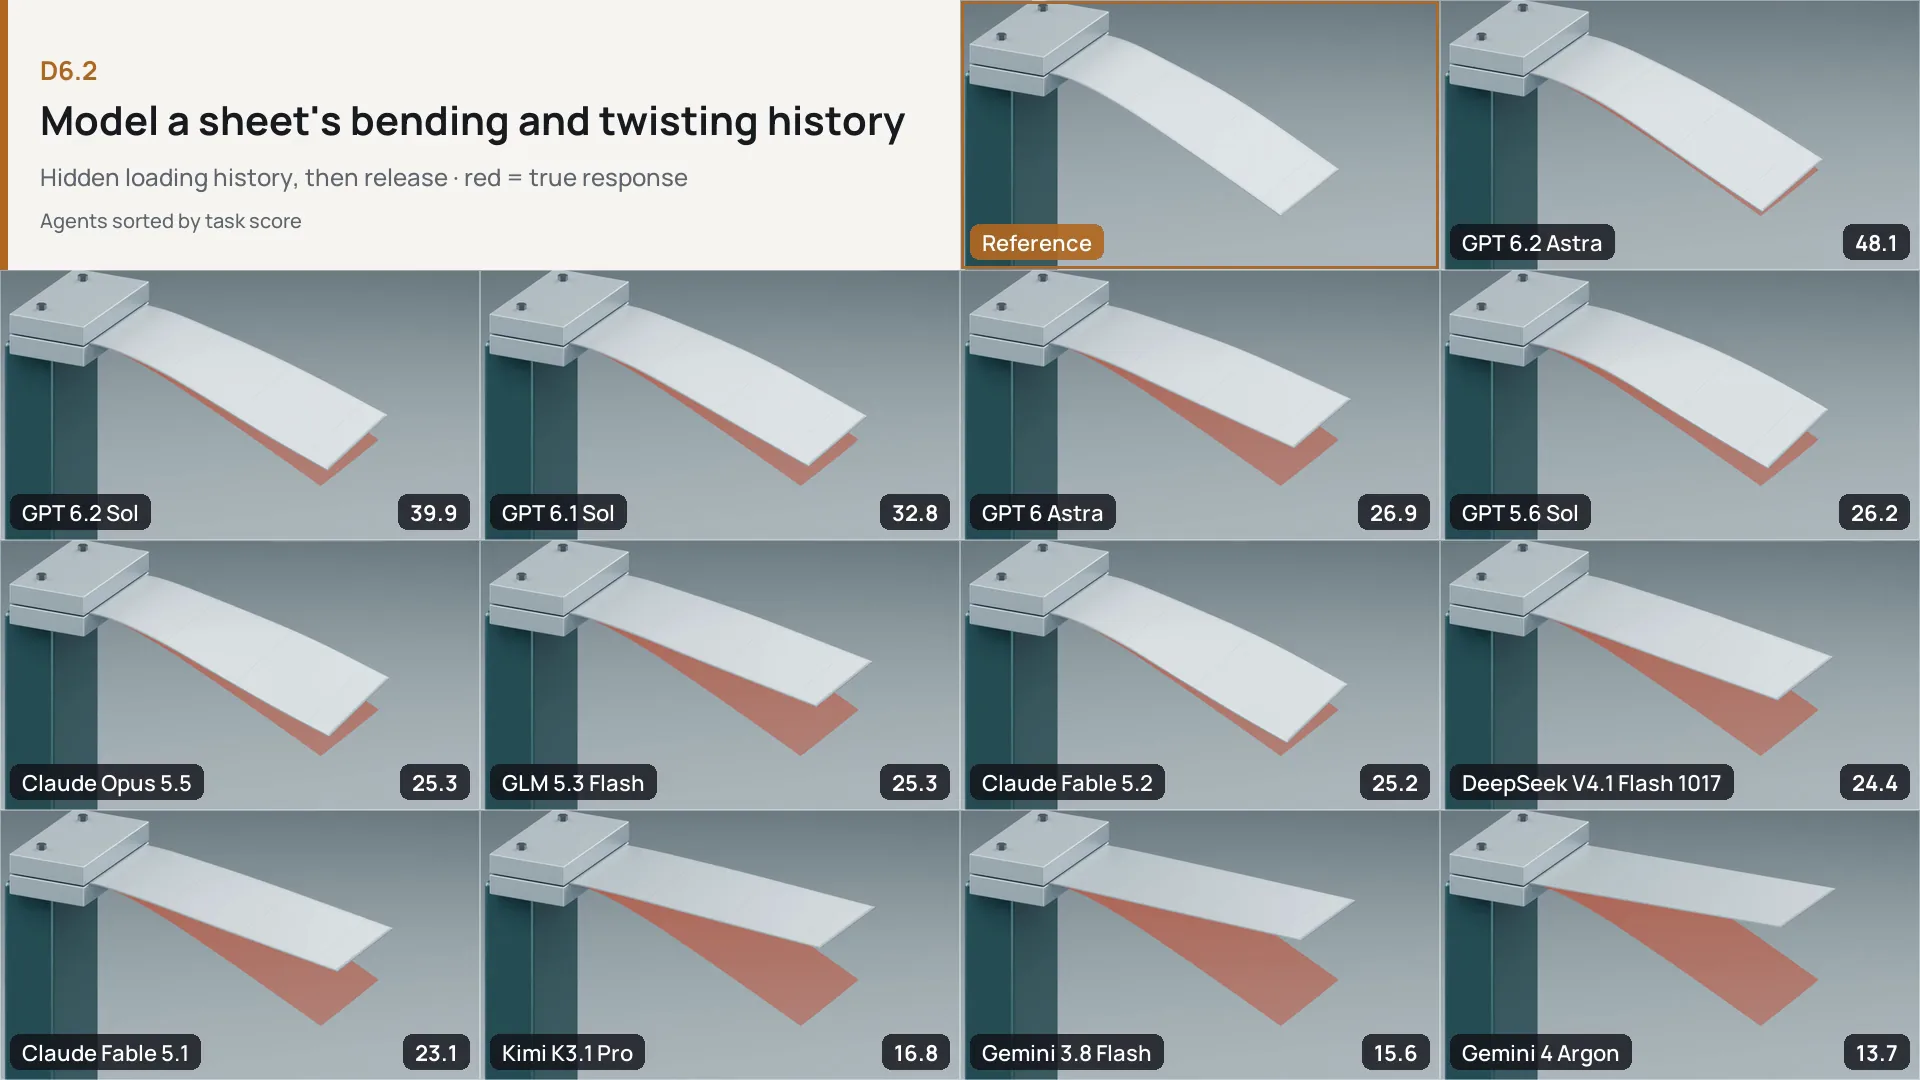 D6.2
Model a sheet's bending and twisting history
Hidden loading history, then release · red = true response
Agents sorted by task score
Reference
GPT 6.2 Astra
48.1
GPT 6.2 Sol
39.9
GPT 6.1 Sol
32.8
GPT 6 Astra
26.9
GPT 5.6 Sol
26.2
Claude Opus 5.5
25.3
GLM 5.3 Flash
25.3
Claude Fable 5.2
25.2
DeepSeek V4.1 Flash 1017
24.4
Claude Fable 5.1
23.1
Kimi K3.1 Pro
16.8
Gemini 3.8 Flash
15.6
Gemini 4 Argon
13.7